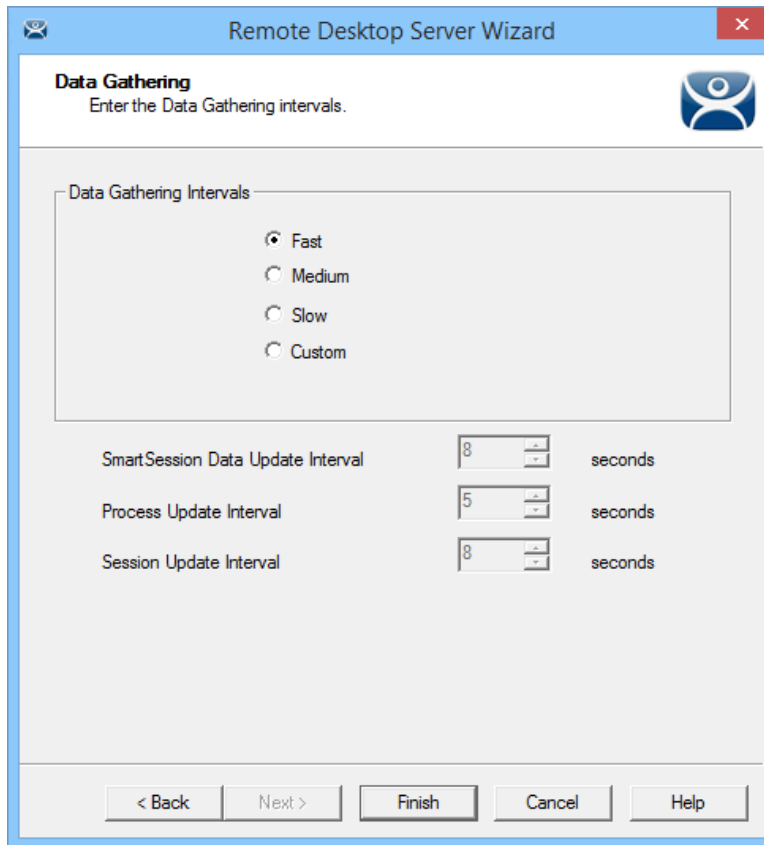 Remote Desktop Server Wizard
Data Gathering
Enter the Data Gathering intervals.
Data Gathering Intervals
Fast
Medium
Slow
Custom
SmartSession Data Update Interval 8 seconds
Process Update Interval 5 seconds
Session Update Interval 8 seconds
< Back Next > Finish Cancel Help